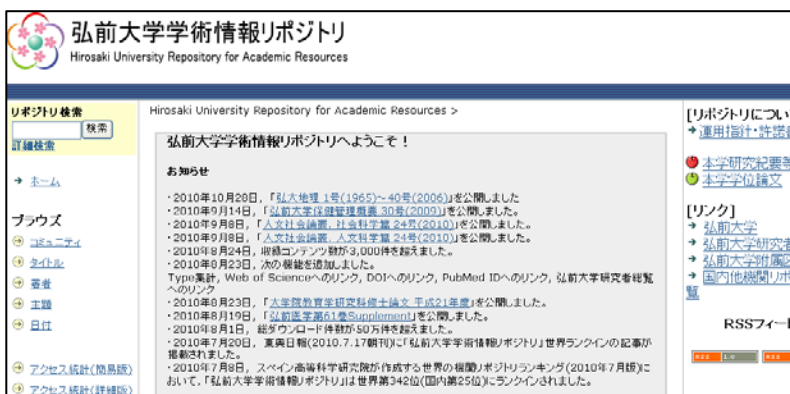 弘前大学学術情報リポジトリ
Hirosaki University Repository for Academic Resources
リポジトリ検索
検索
詳細検索
ホーム
ブラウズ
コミュニティ
タイトル
著者
主題
日付
アクセス統計(簡易版)
アクセス統計(詳細版)
Hirosaki University Repository for Academic Resources >
弘前大学学術情報リポジトリへようこそ！
お知らせ
・2010年10月28日，「弘大地理 1号(1965)～40号(2006)」を公開しました
・2010年9月14日，「弘前大学保健管理概要 30号(2009)」を公開しました。
・2010年9月8日，「人文社会論叢. 社会科学篇 24号(2010)」を公開しました。
・2010年9月8日，「人文社会論叢. 人文科学篇 24号(2010)」を公開しました。
・2010年8月24日，収録コンテンツ数が3,000件を超えました。
・2010年8月23日，次の機能を追加しました。
Type集計, Web of Scienceへのリンク, DOIへのリンク, PubMed IDへのリンク, 弘前大学研究者総覧
へのリンク
・2010年8月23日，「大学院教育学研究科修士論文 平成21年度」を公開しました。
・2010年8月19日，「弘前医学第61巻Supplement」を公開しました。
・2010年8月1日，総ダウンロード件数が50万件を超えました。
・2010年7月20日，東奥日報(2010.7.17朝刊)に「弘前大学学術情報リポジトリ」世界ランクインの記事が
掲載されました。
・2010年7月8日，スペイン高等科学研究院が作成する世界の機関リポジトリランキング(2010年7月版)に
おいて，「弘前大学学術情報リポジトリ」は世界第342位(国内第25位)にランクインされました。
[リポジトリについ
運用指針・許諾
本学研究紀要等
本学学位論文
[リンク]
弘前大学
弘前大学研究者
弘前大学附属図
国内他機関リポ
覧
RSSフィー
RSS 1.0
RSS